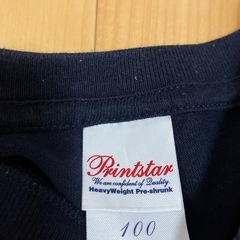 Printstar
We are confident of Quality.
HeavyWeight Pre-shrunk
100